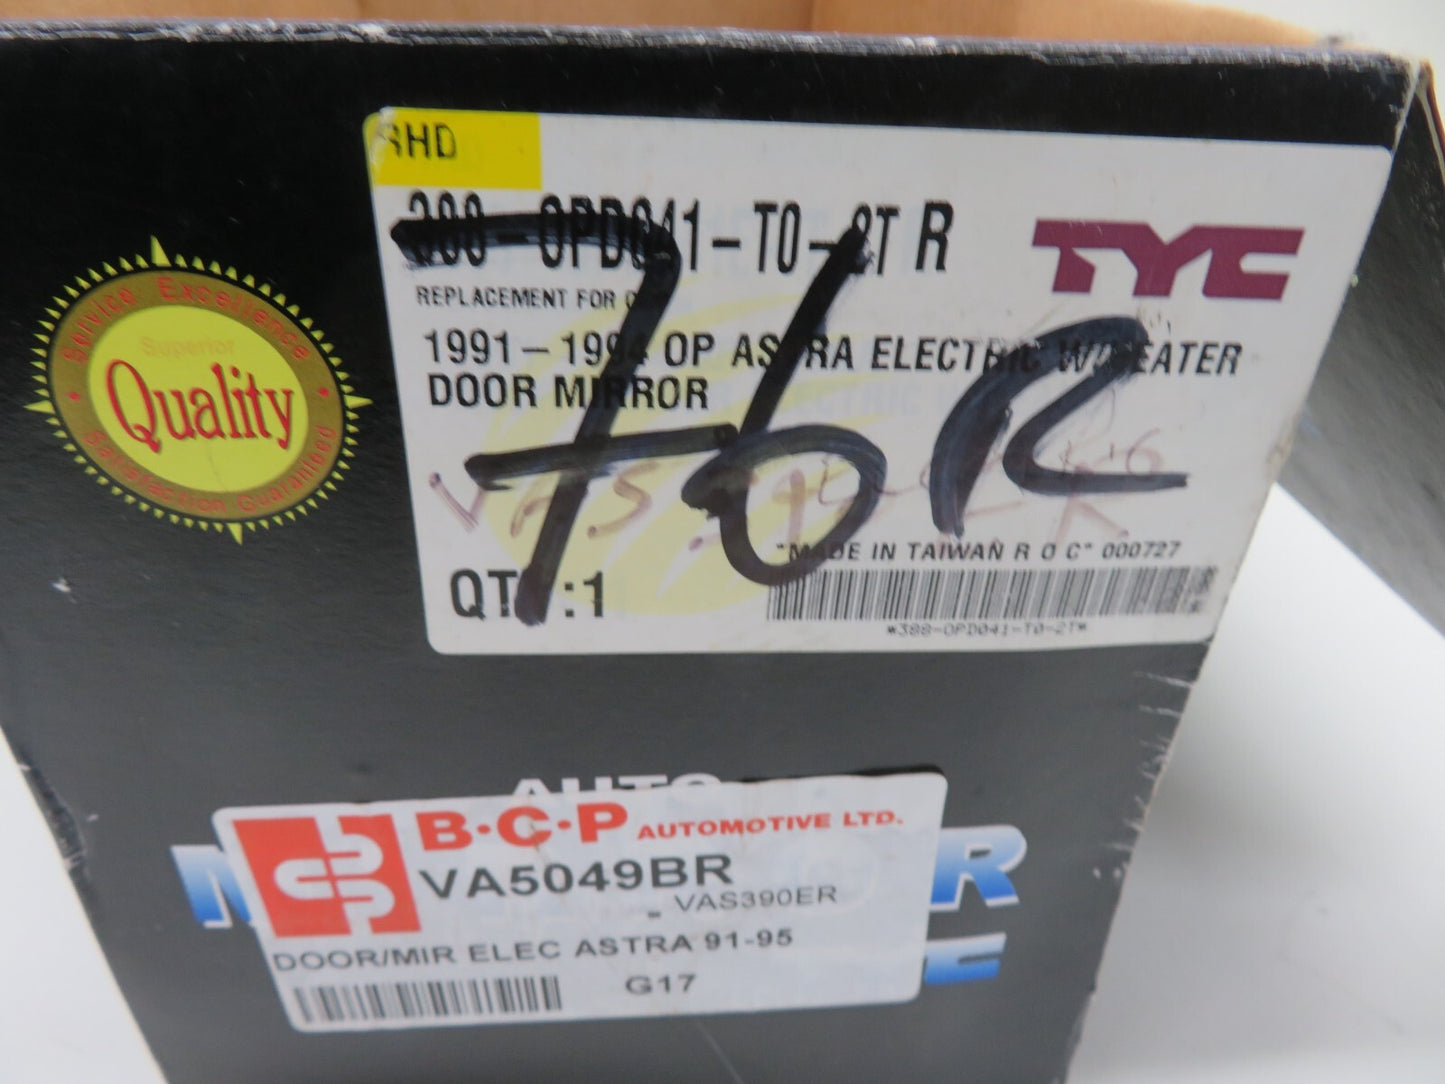 RHD
388-OPD041-T0-2T R
TYC
REPLACEMENT FOR
1991-1994 OP ASTRA ELECTRIC W/HEATER
DOOR MIRROR
76R
"MADE IN TAIWAN R O C" 000727
QTY:1
*388-OPD041-T0-2T*
Service Excellence
Superior
Quality
Satisfaction Guaranteed
AUTO
B·C·P AUTOMOTIVE LTD.
VA5049BR
- VAS390ER
DOOR/MIR ELEC ASTRA 91-95
G17